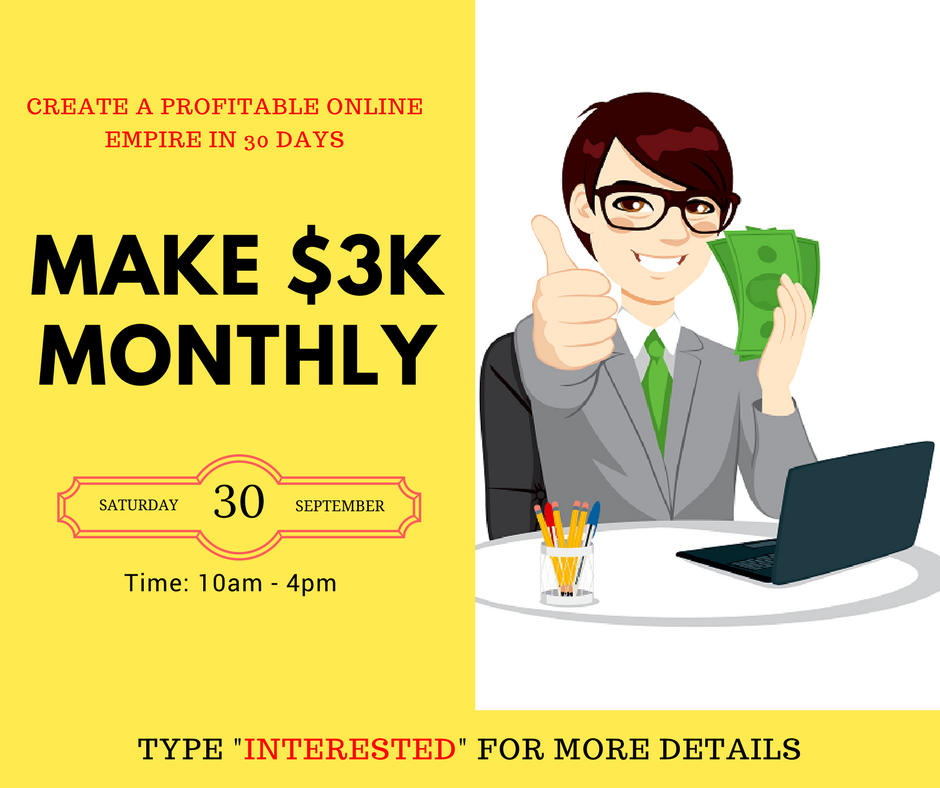 CREATE A PROFITABLE ONLINE
EMPIRE IN 30 DAYS
MAKE $3K
MONTHLY
SATURDAY 30 SEPTEMBER
Time: 10am - 4pm
TYPE "INTERESTED" FOR MORE DETAILS